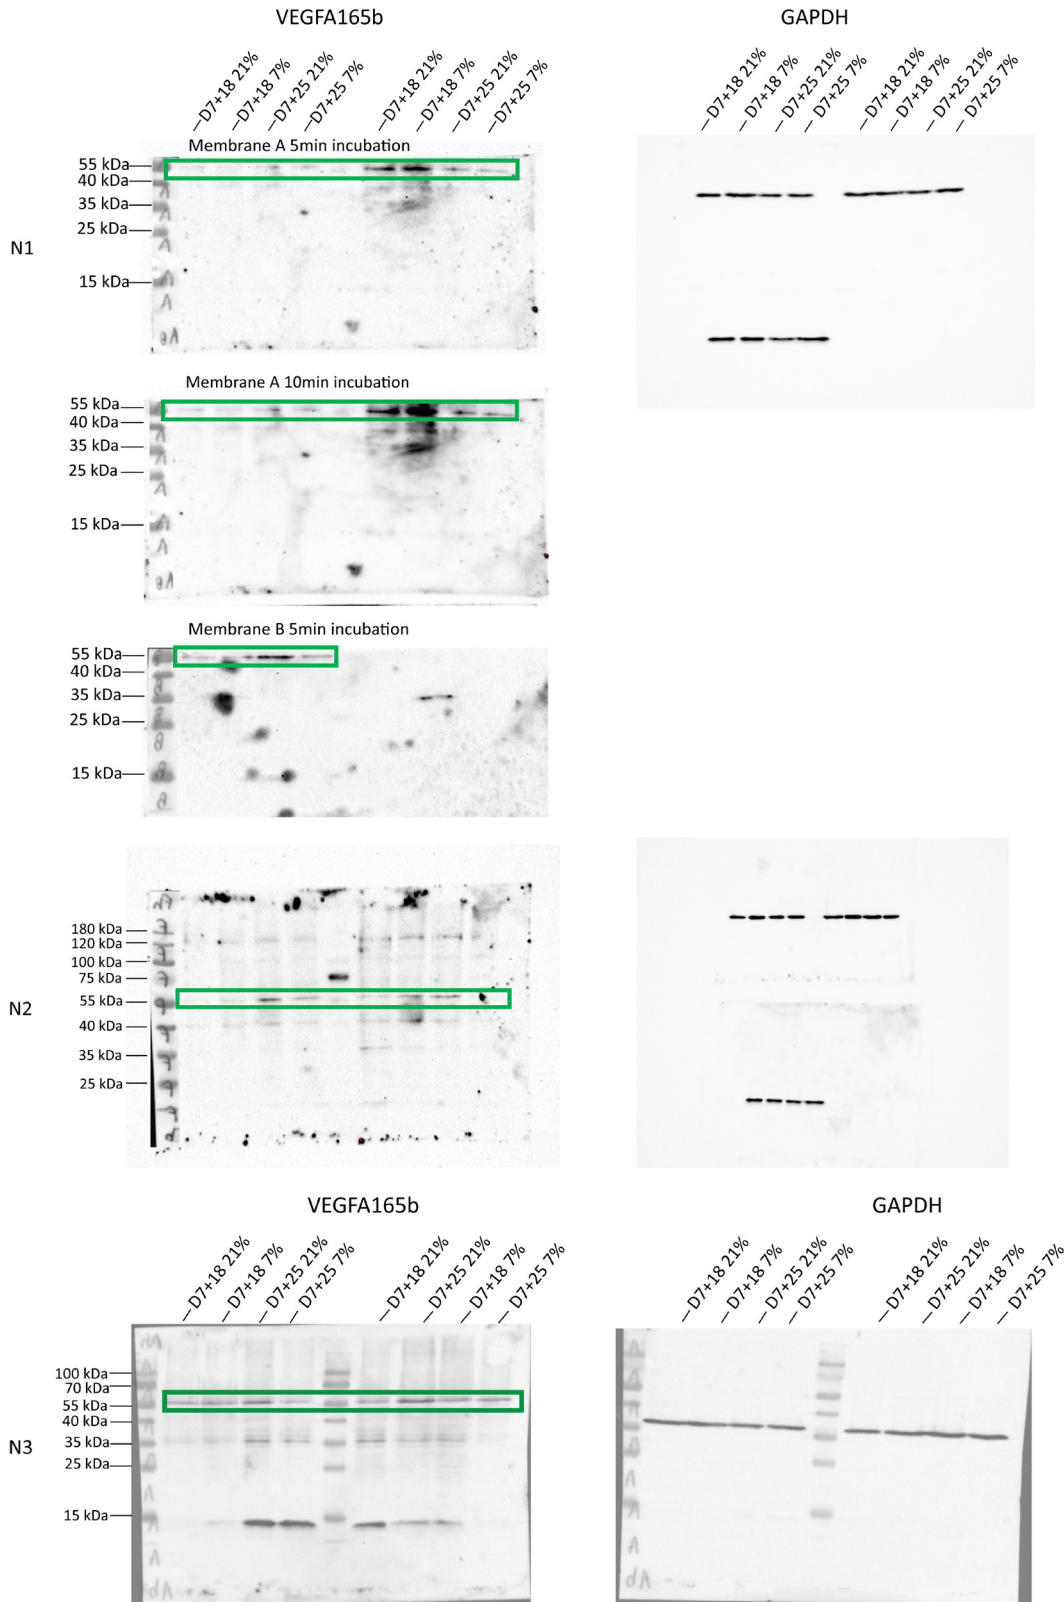 VEGFA165b
GAPDH
D7+18 21%
D7+18 7%
D7+25 21%
D7+25 7%
D7+18 21%
D7+18 7%
D7+25 21%
D7+25 7%
D7+18 21%
D7+18 7%
D7+25 21%
D7+25 7%
D7+18 21%
D7+18 7%
D7+25 21%
D7+25 7%
N1
Membrane A 5min incubation
55 kDa
40 kDa
35 kDa
25 kDa
15 kDa
Membrane A 10min incubation
55 kDa
40 kDa
35 kDa
25 kDa
15 kDa
Membrane B 5min incubation
55 kDa
40 kDa
35 kDa
25 kDa
15 kDa
N2
180 kDa
120 kDa
100 kDa
75 kDa
55 kDa
40 kDa
35 kDa
25 kDa
VEGFA165b
GAPDH
D7+18 21%
D7+18 7%
D7+25 21%
D7+25 7%
D7+18 21%
D7+25 21%
D7+18 7%
D7+25 7%
D7+18 21%
D7+18 7%
D7+25 21%
D7+25 7%
D7+18 21%
D7+25 21%
D7+18 7%
D7+25 7%
N3
100 kDa
70 kDa
55 kDa
40 kDa
35 kDa
25 kDa
15 kDa